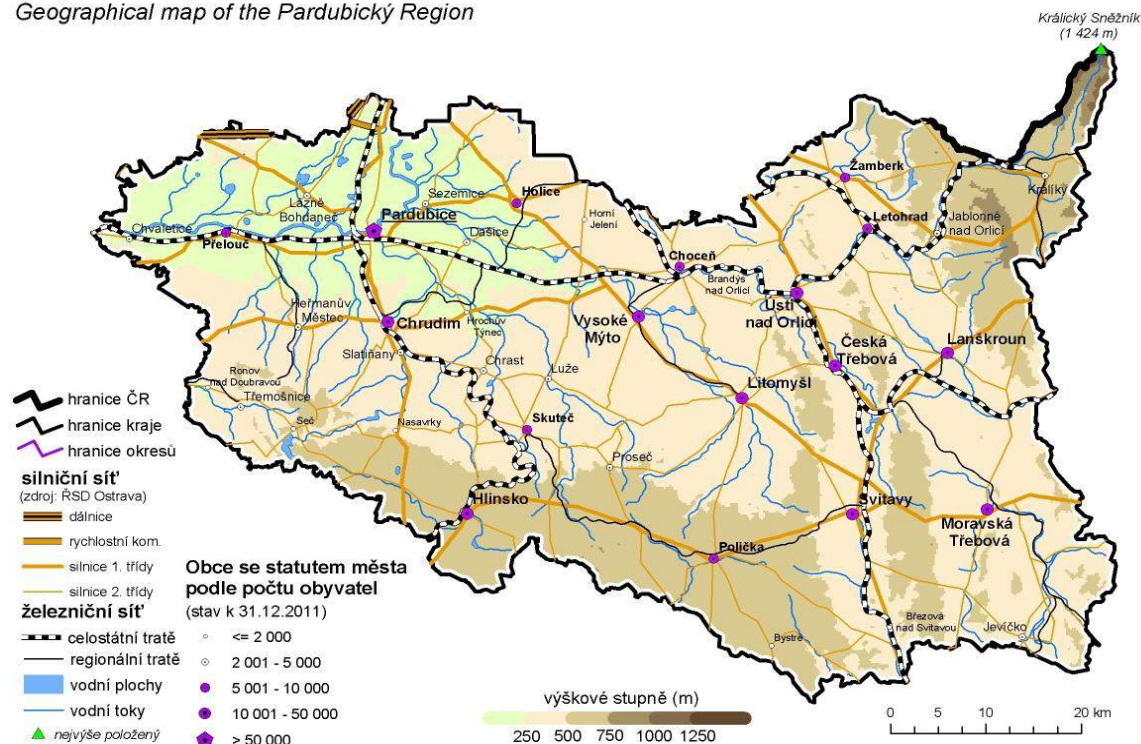 Geographical map of the Pardubický Region
Králický Sněžník
(1 424 m)
Žamberk
Králíky
Holice
Sezemice
Lázně
Bohdaneč
Horní
Jelení
Letohrad
Jablonné
nad Orlicí
Pardubice
Chvaletice
Přelouč
Dašice
Choceň
Brandýs
nad Orlicí
Ústí
nad Orlicí
Heřmanův
Městec
Chrudim
Hrochův
Týnec
Vysoké
Mýto
Česká
Třebová
Lanškroun
Slatiňany
Chrast
Luže
Ronov
nad Doubravou
Třemošnice
Litomyšl
Seč
Nasavrky
Skuteč
Proseč
Hlinsko
Svitavy
Moravská
Třebová
Polička
Březová
nad Svitavou
Jevíčko
Bystré
hranice ČR
hranice kraje
hranice okresů
silniční síť
(zdroj: ŘSD Ostrava)
dálnice
rychlostní kom.
silnice 1. třídy
silnice 2. třídy
železniční síť
celostátní tratě
regionální tratě
vodní plochy
vodní toky
nejvýše položený
Obce se statutem města
podle počtu obyvatel
(stav k 31.12.2011)
<= 2 000
2 001 - 5 000
5 001 - 10 000
10 001 - 50 000
> 50 000
výškové stupně (m)
250 500 750 1000 1250
0 5 10 20 km